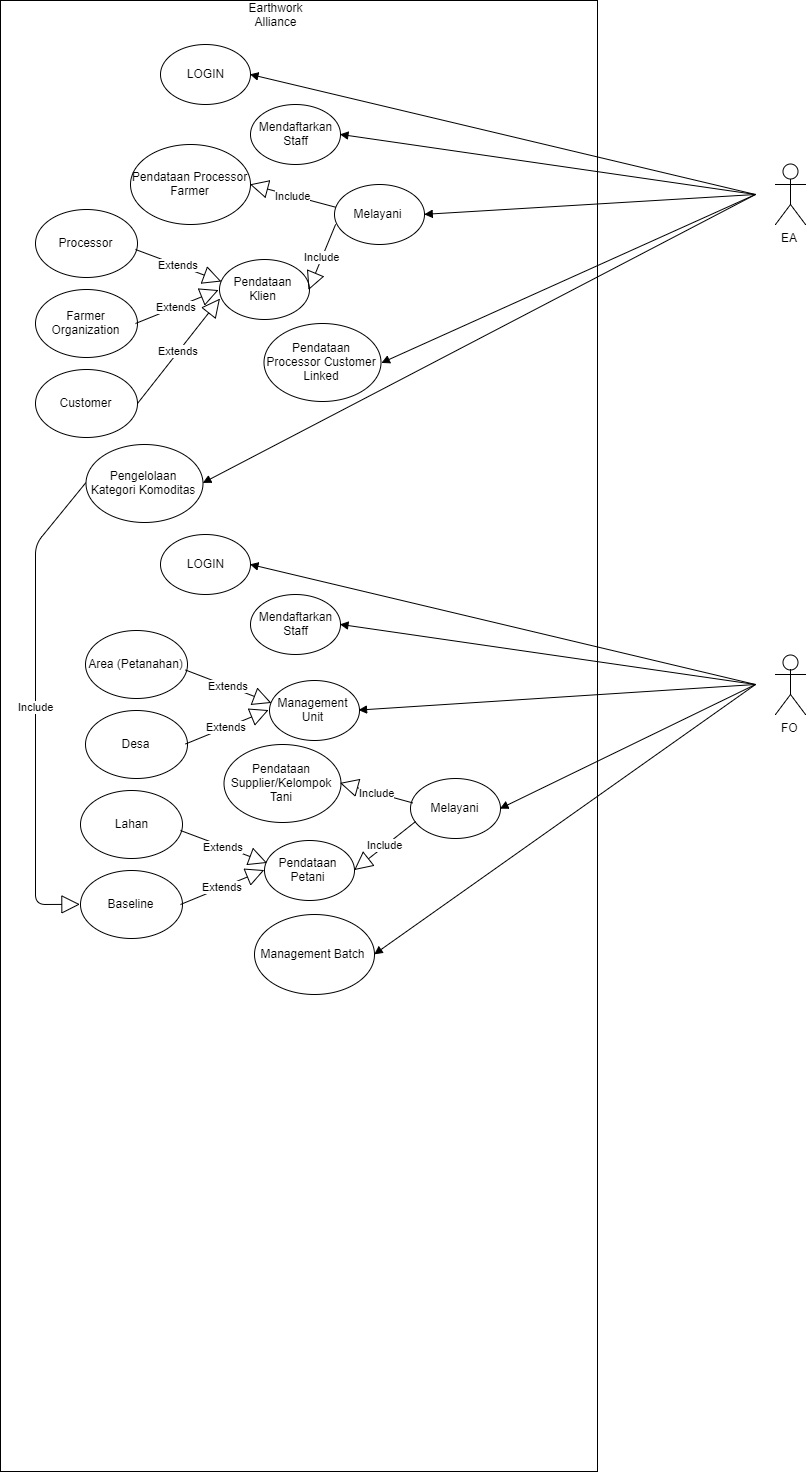 Earthwork
Alliance
LOGIN
Mendaftarkan
Staff
Pendataan Processor
Farmer
Include
Melayani
EA
Processor
Extends
Include
Pendataan
Klien
Farmer
Organization
Extends
Extends
Pendataan
Processor Customer
Linked
Customer
Pengelolaan
Kategori Komoditas
LOGIN
Mendaftarkan
Staff
Area (Petanahan)
Extends
Management
Unit
Include
FO
Desa
Extends
Pendataan
Supplier/Kelompok
Tani
Include
Melayani
Lahan
Extends
Include
Pendataan
Petani
Extends
Baseline
Management Batch